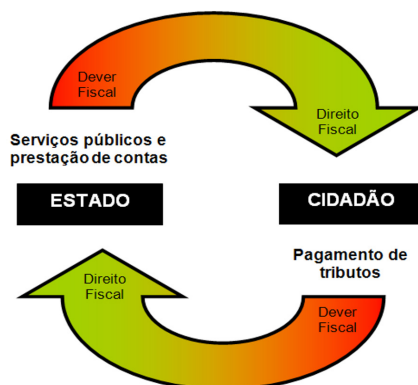 Dever
Fiscal
Direito
Fiscal
Serviços públicos e
prestação de contas
ESTADO
CIDADÃO
Pagamento de
tributos
Direito
Fiscal
Dever
Fiscal